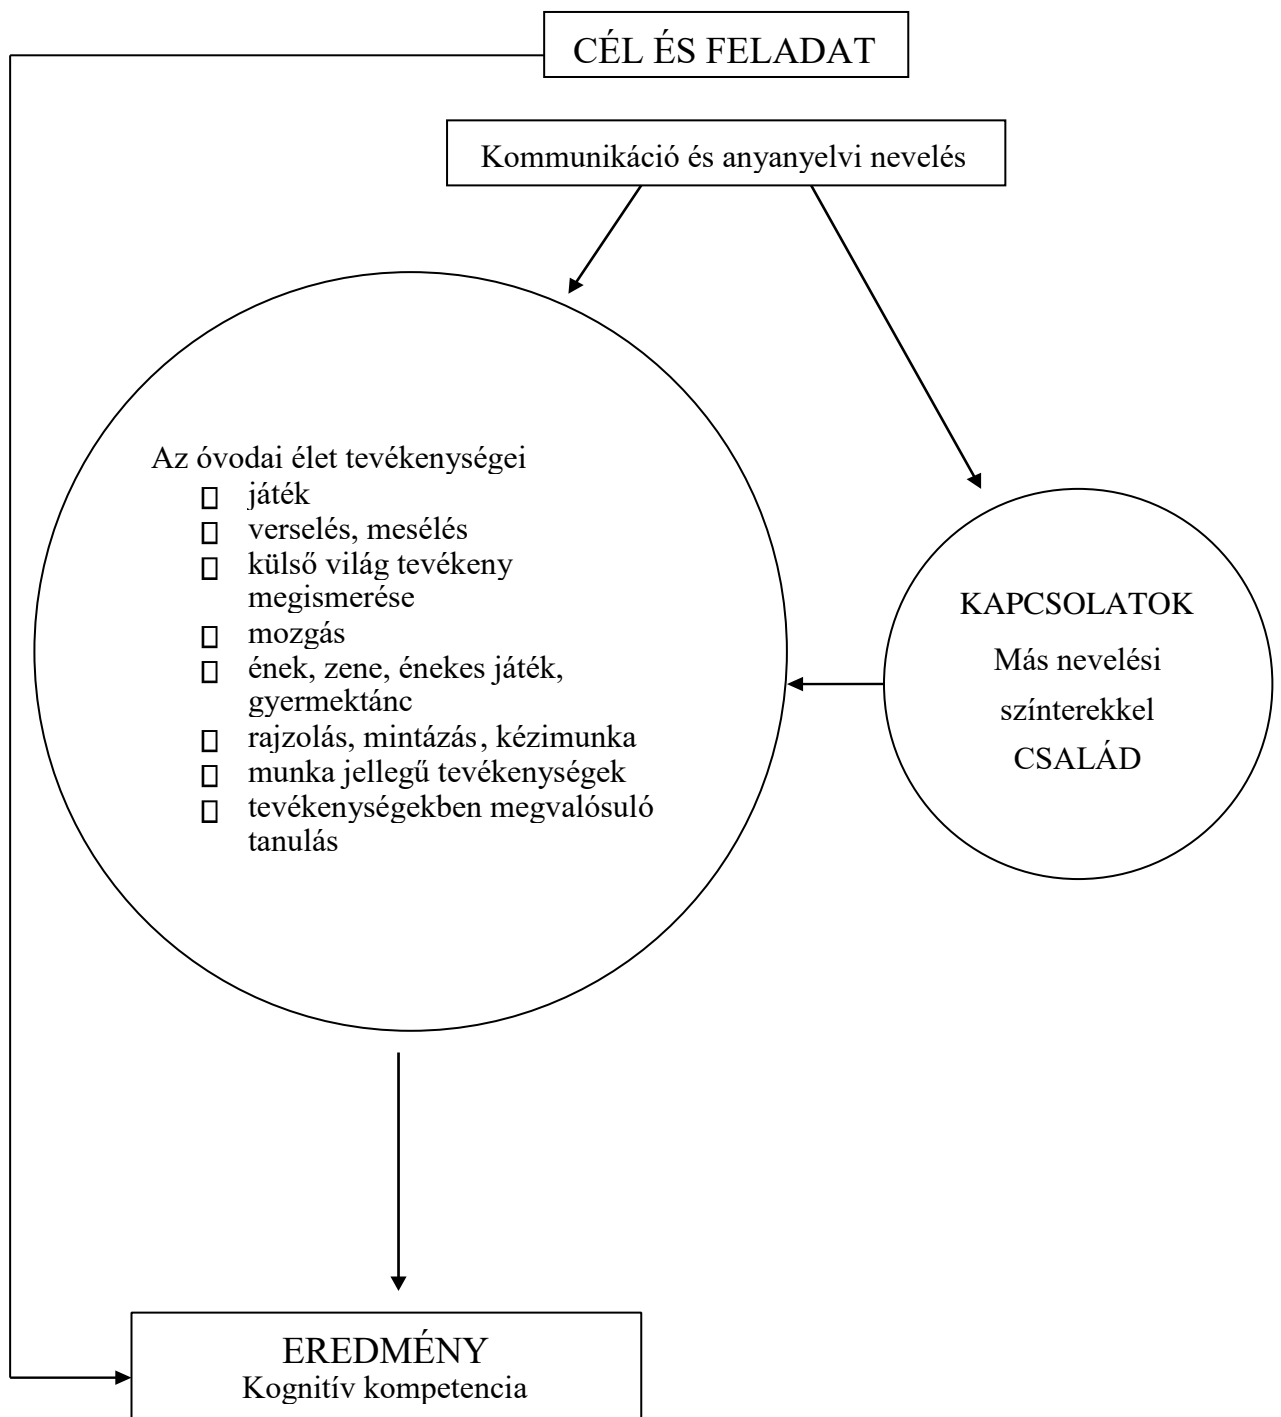 CÉL ÉS FELADAT
Kommunikáció és anyanyelvi nevelés
Az óvodai élet tevékenységei
játék
verselés, mesélés
külső világ tevékeny
megismerése
mozgás
ének, zene, énekes játék,
gyermektánc
rajzolás, mintázás, kézimunka
munka jellegű tevékenységek
tevékenységekben megvalósuló
tanulás
KAPCSOLATOK
Más nevelési
színterekkel
CSALÁD
EREDMÉNY
Kognitív kompetencia